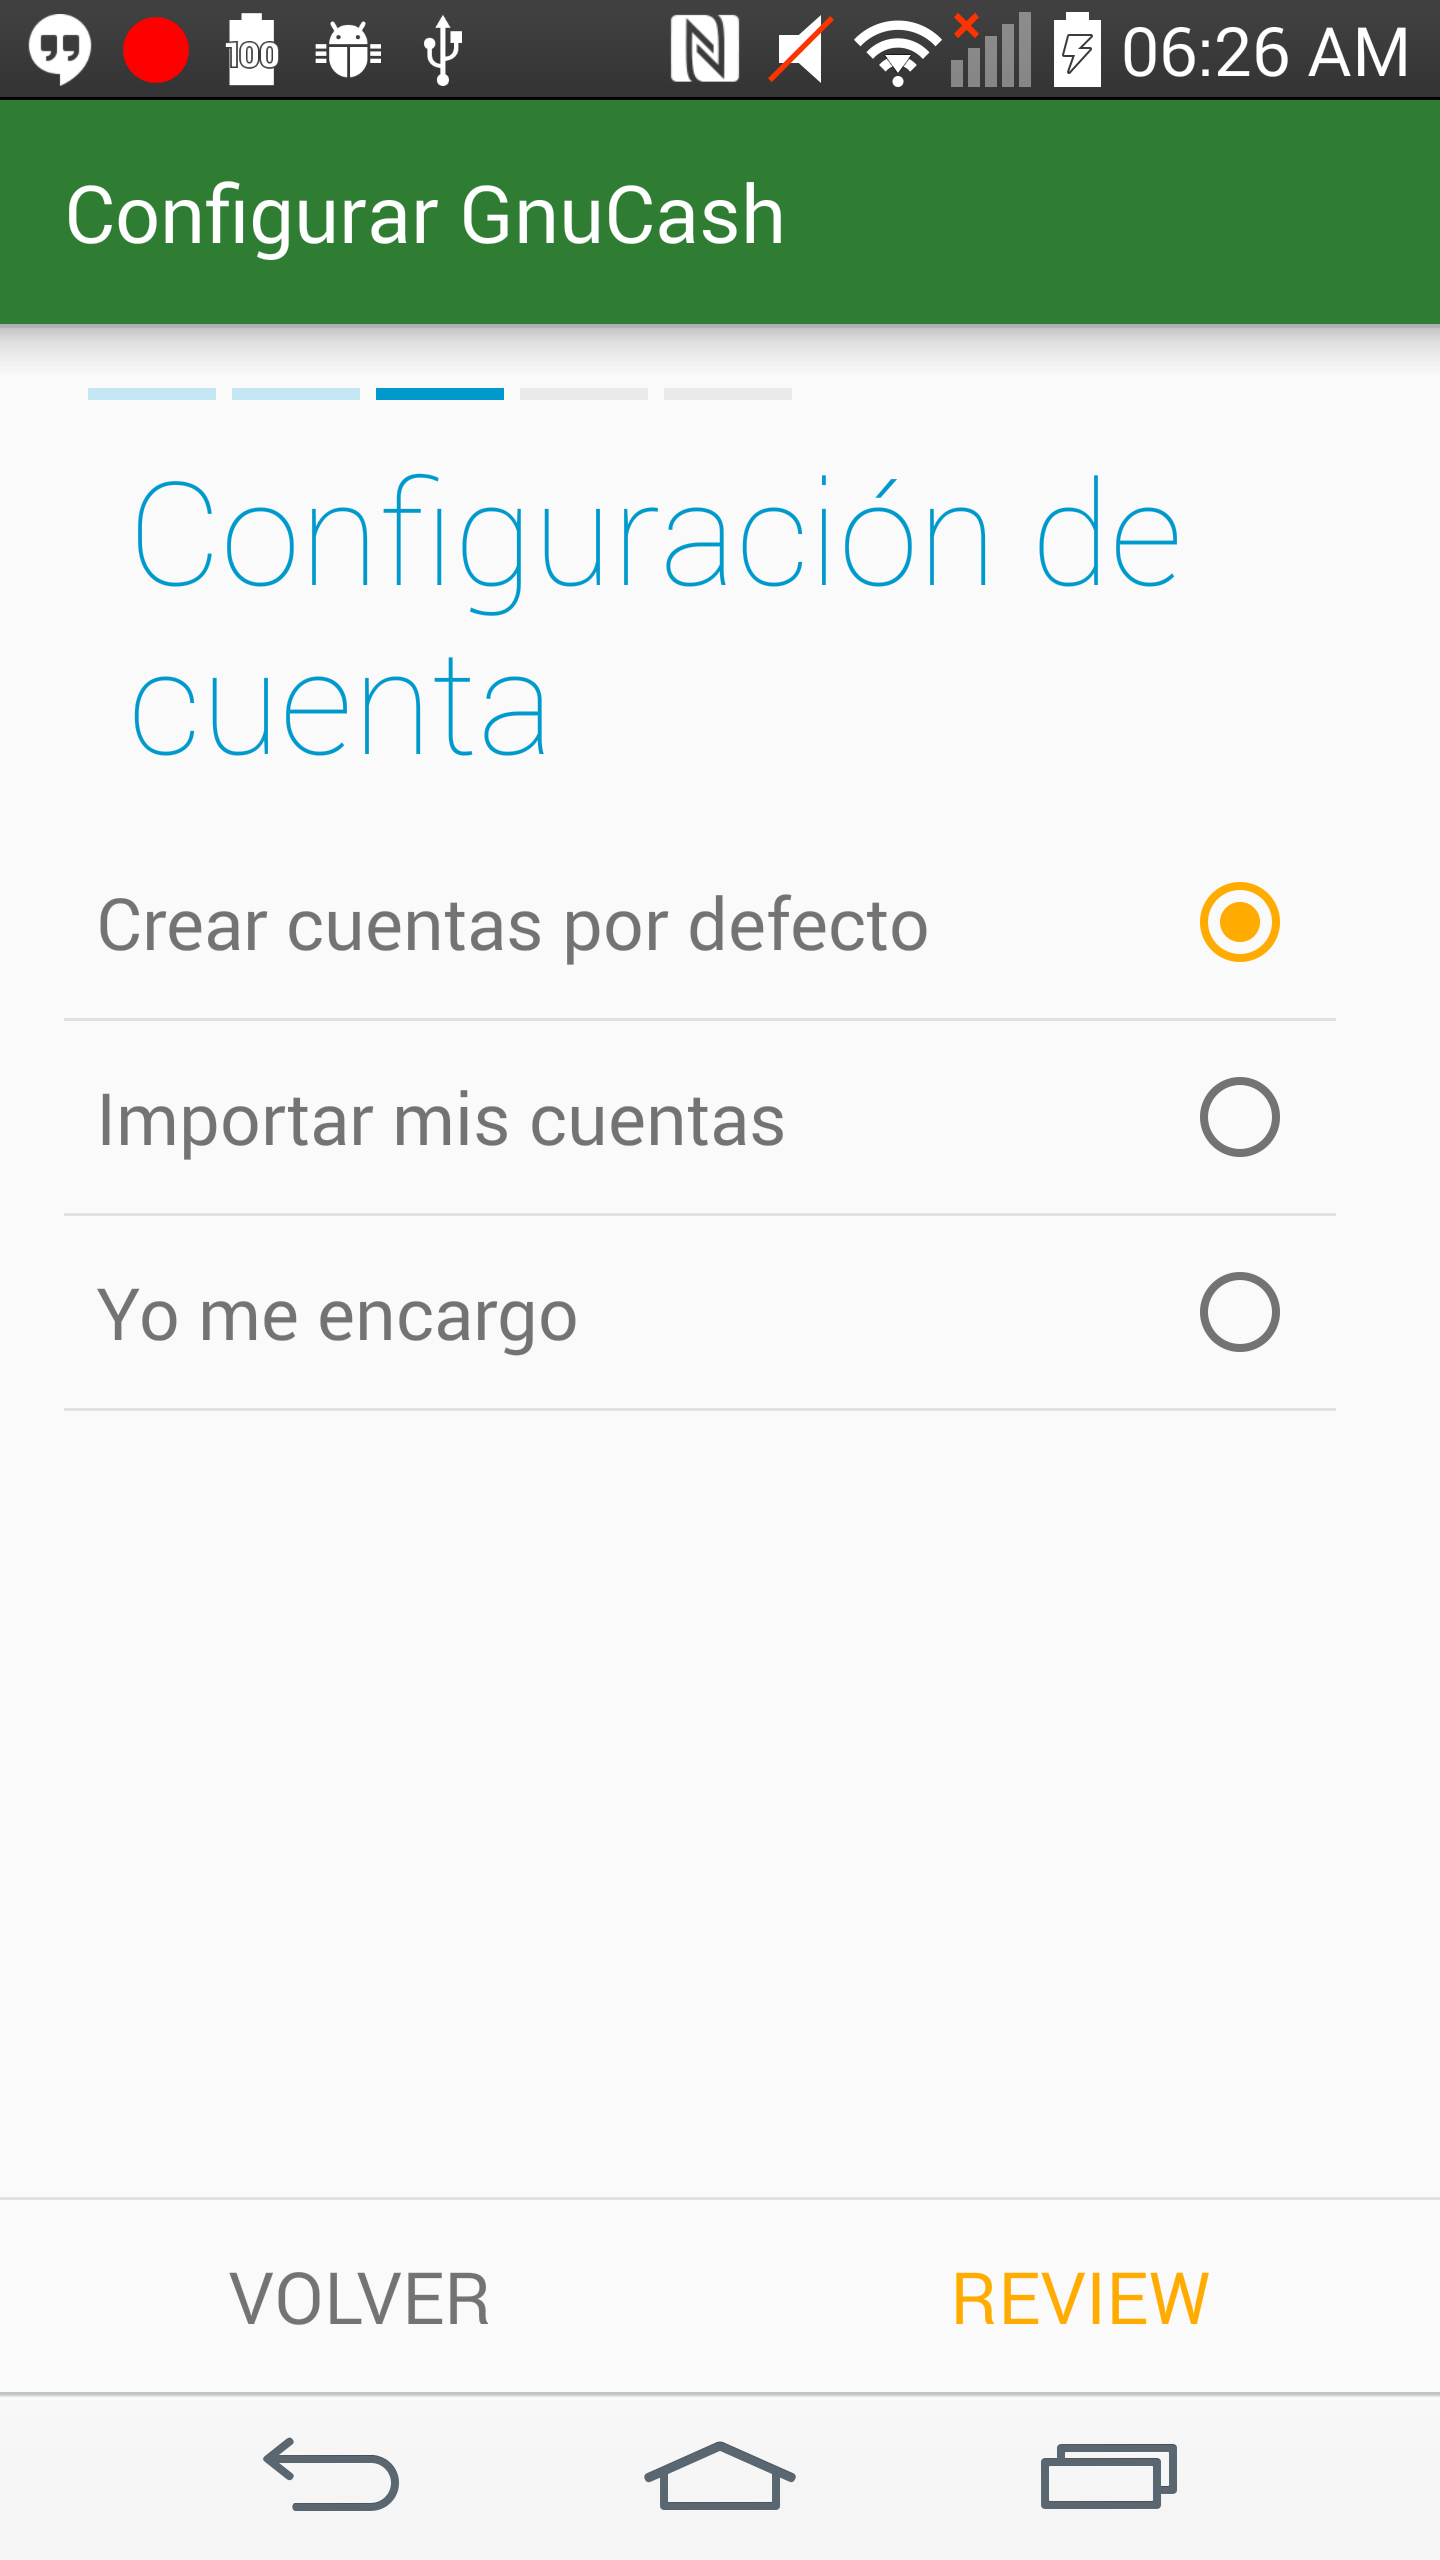 100
06:26 AM
Configurar GnuCash
Configuración de
cuenta
Crear cuentas por defecto
Importar mis cuentas
Yo me encargo
VOLVER
REVIEW